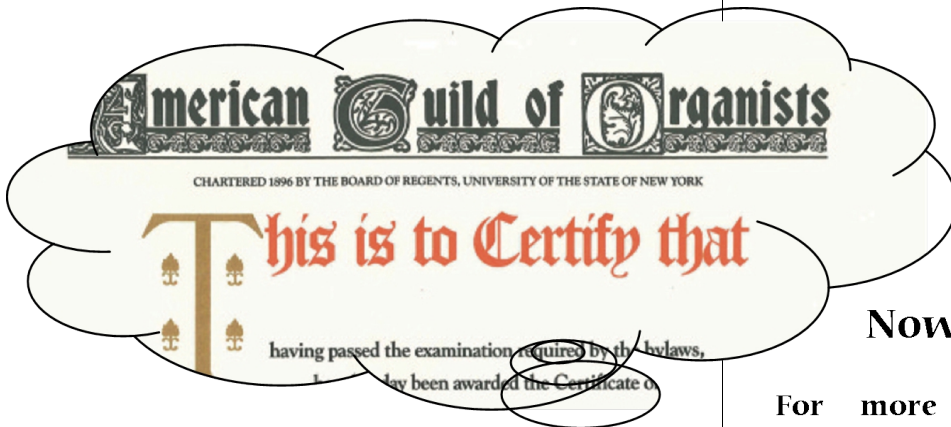 American Guild of Organists
CHARTERED 1896 BY THE BOARD OF REGENTS, UNIVERSITY OF THE STATE OF NEW YORK
This is to Certify that
having passed the examination required by the bylaws,
been awarded the Certificate
Now
For more